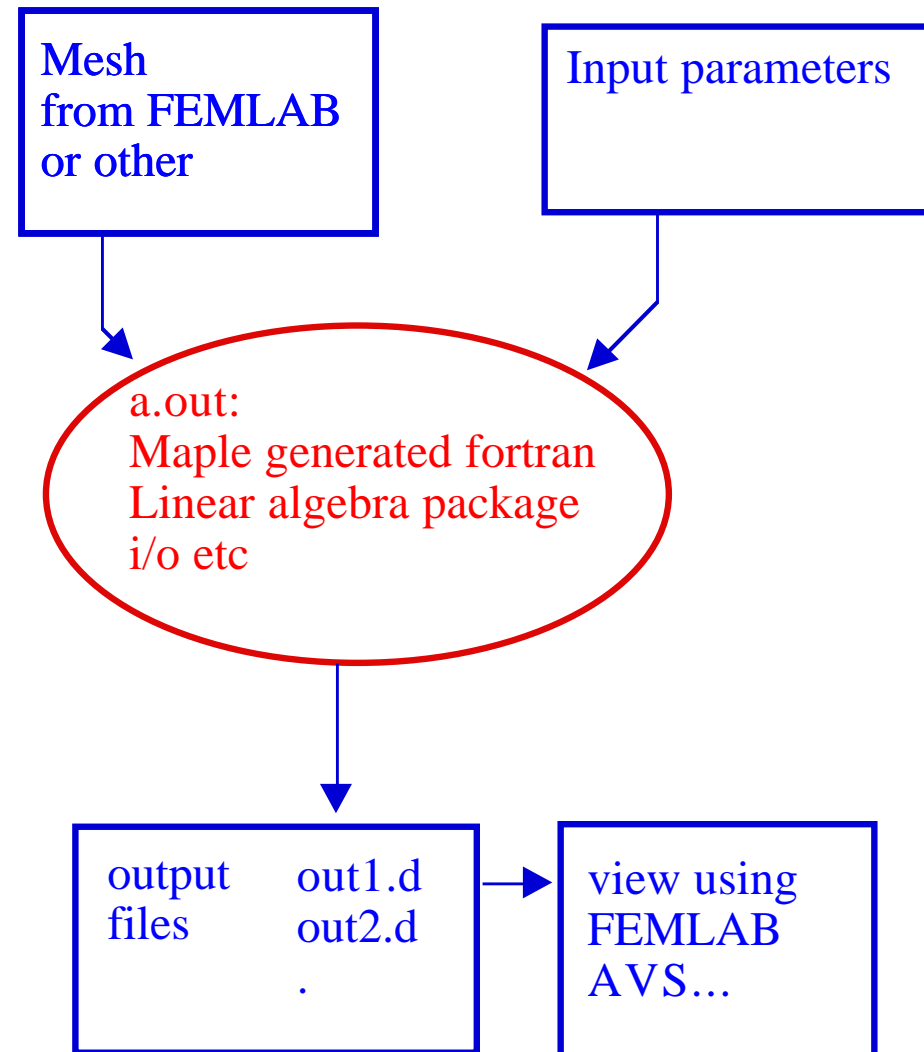 Mesh
from FEMLAB
or other
Input parameters
a.out:
Maple generated fortran
Linear algebra package
i/o etc
output out1.d
files out2.d
.
view using
FEMLAB
AVS...